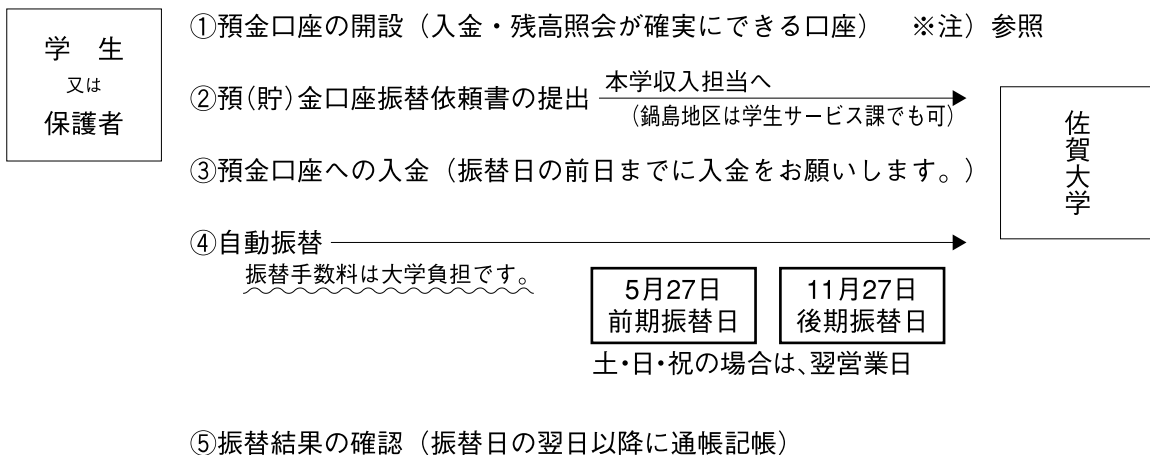 学 生
又は
保護者
①預金口座の開設（入金・残高照会が確実にできる口座） ※注）参照
②預（貯）金口座振替依頼書の提出 本学収入担当へ
（鍋島地区は学生サービス課でも可）
③預金口座への入金（振替日の前日までに入金をお願いします。）
佐賀大学
④自動振替
振替手数料は大学負担です。
5月27日
前期振替日
11月27日
後期振替日
土・日・祝の場合は、翌営業日
⑤振替結果の確認（振替日の翌日以降に通帳記帳）